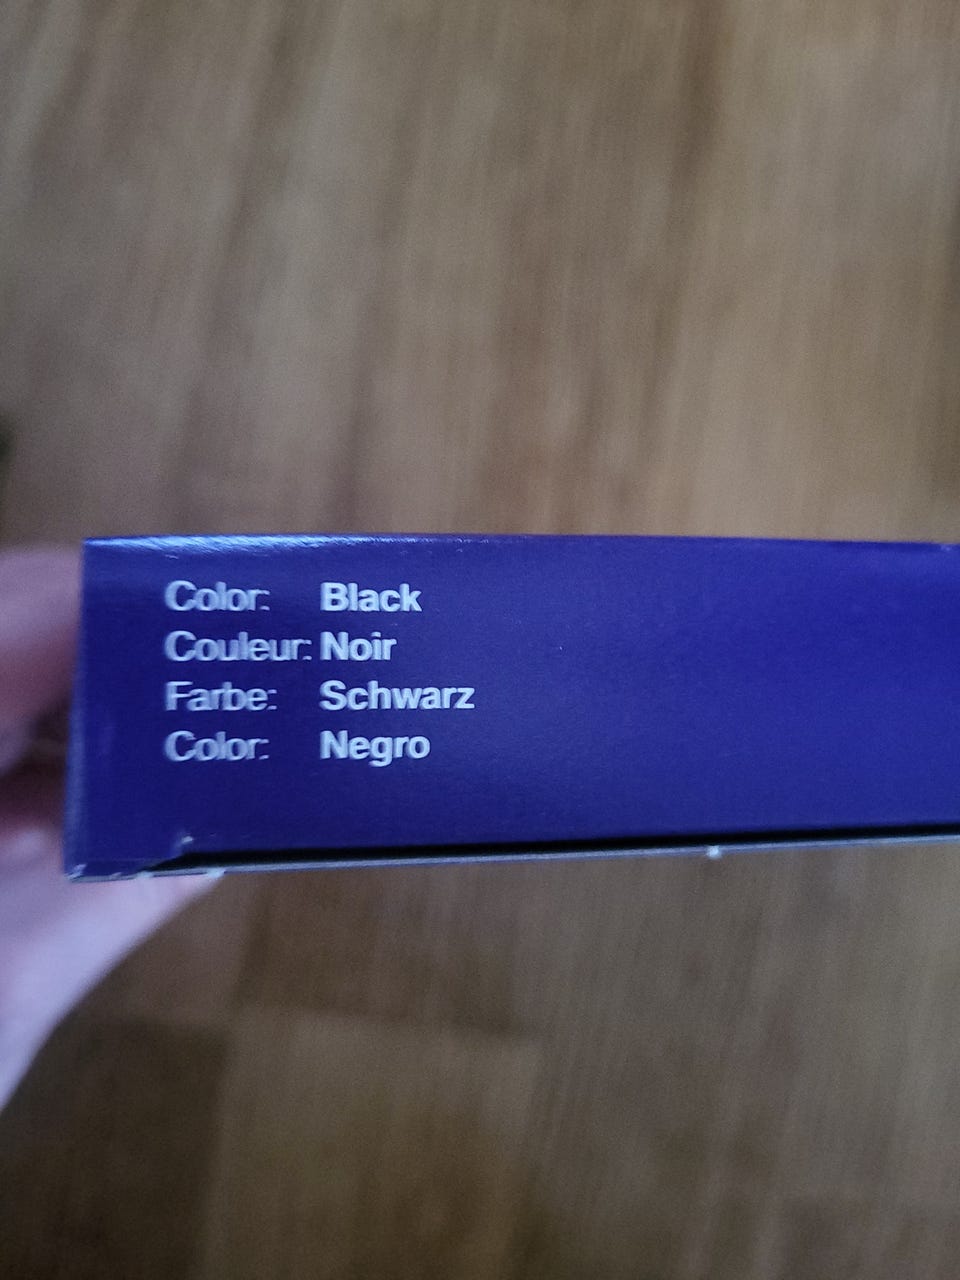 Color: Black
Couleur: Noir
Farbe: Schwarz
Color: Negro